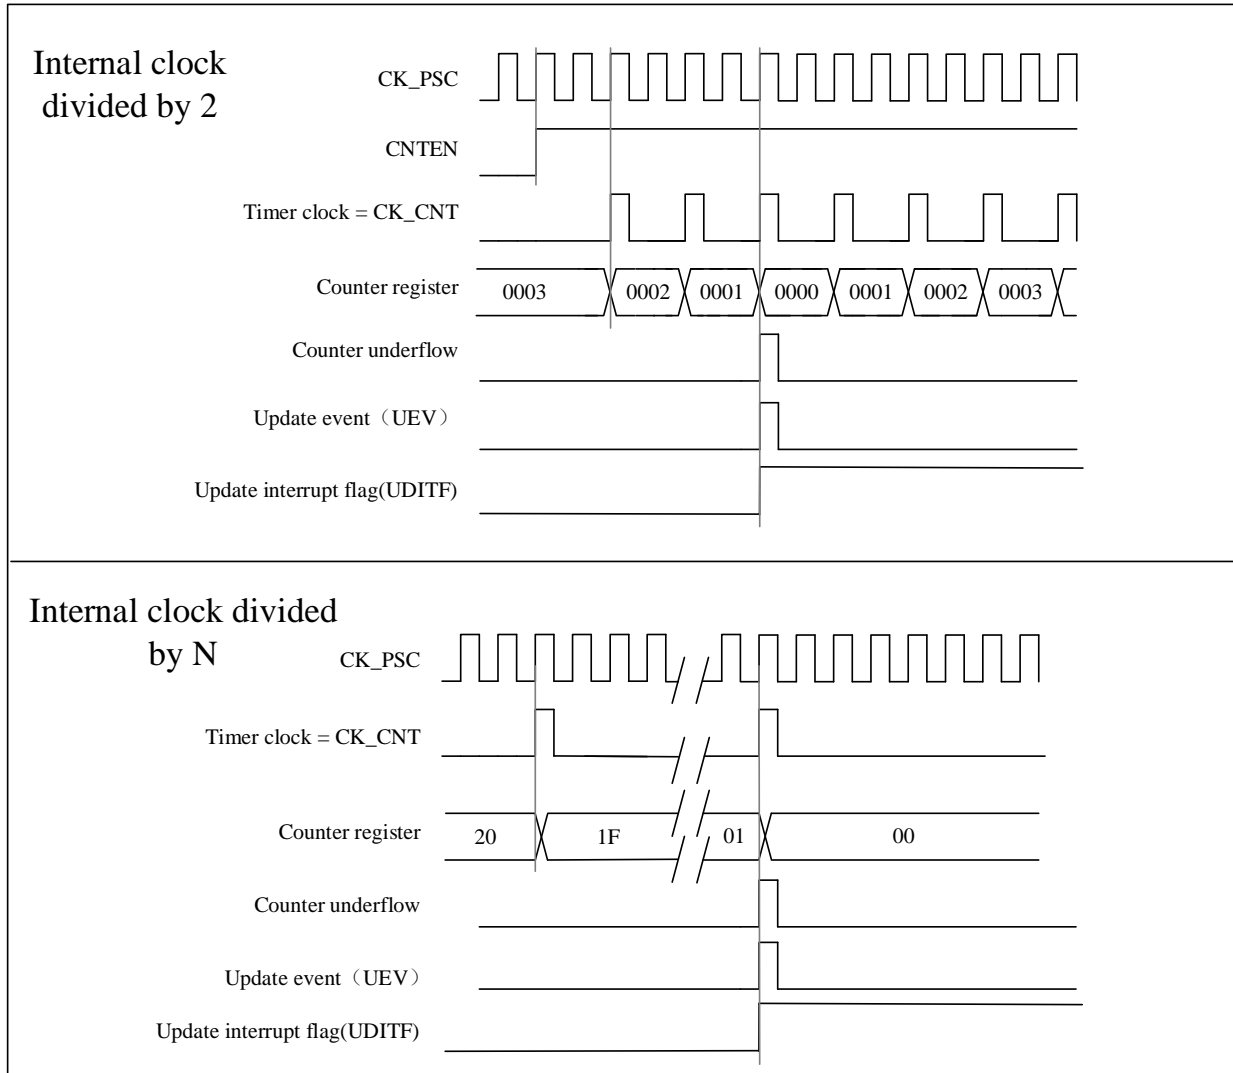 Internal clock
divided by 2
CK_PSC
CNTEN
Timer clock = CK_CNT
Counter register
0003 0002 0001 0000 0001 0002 0003
Counter underflow
Update event（UEV）
Update interrupt flag(UDITF)
Internal clock divided
by N
CK_PSC
Timer clock = CK_CNT
Counter register
20 1F 01 00
Counter underflow
Update event（UEV）
Update interrupt flag(UDITF)